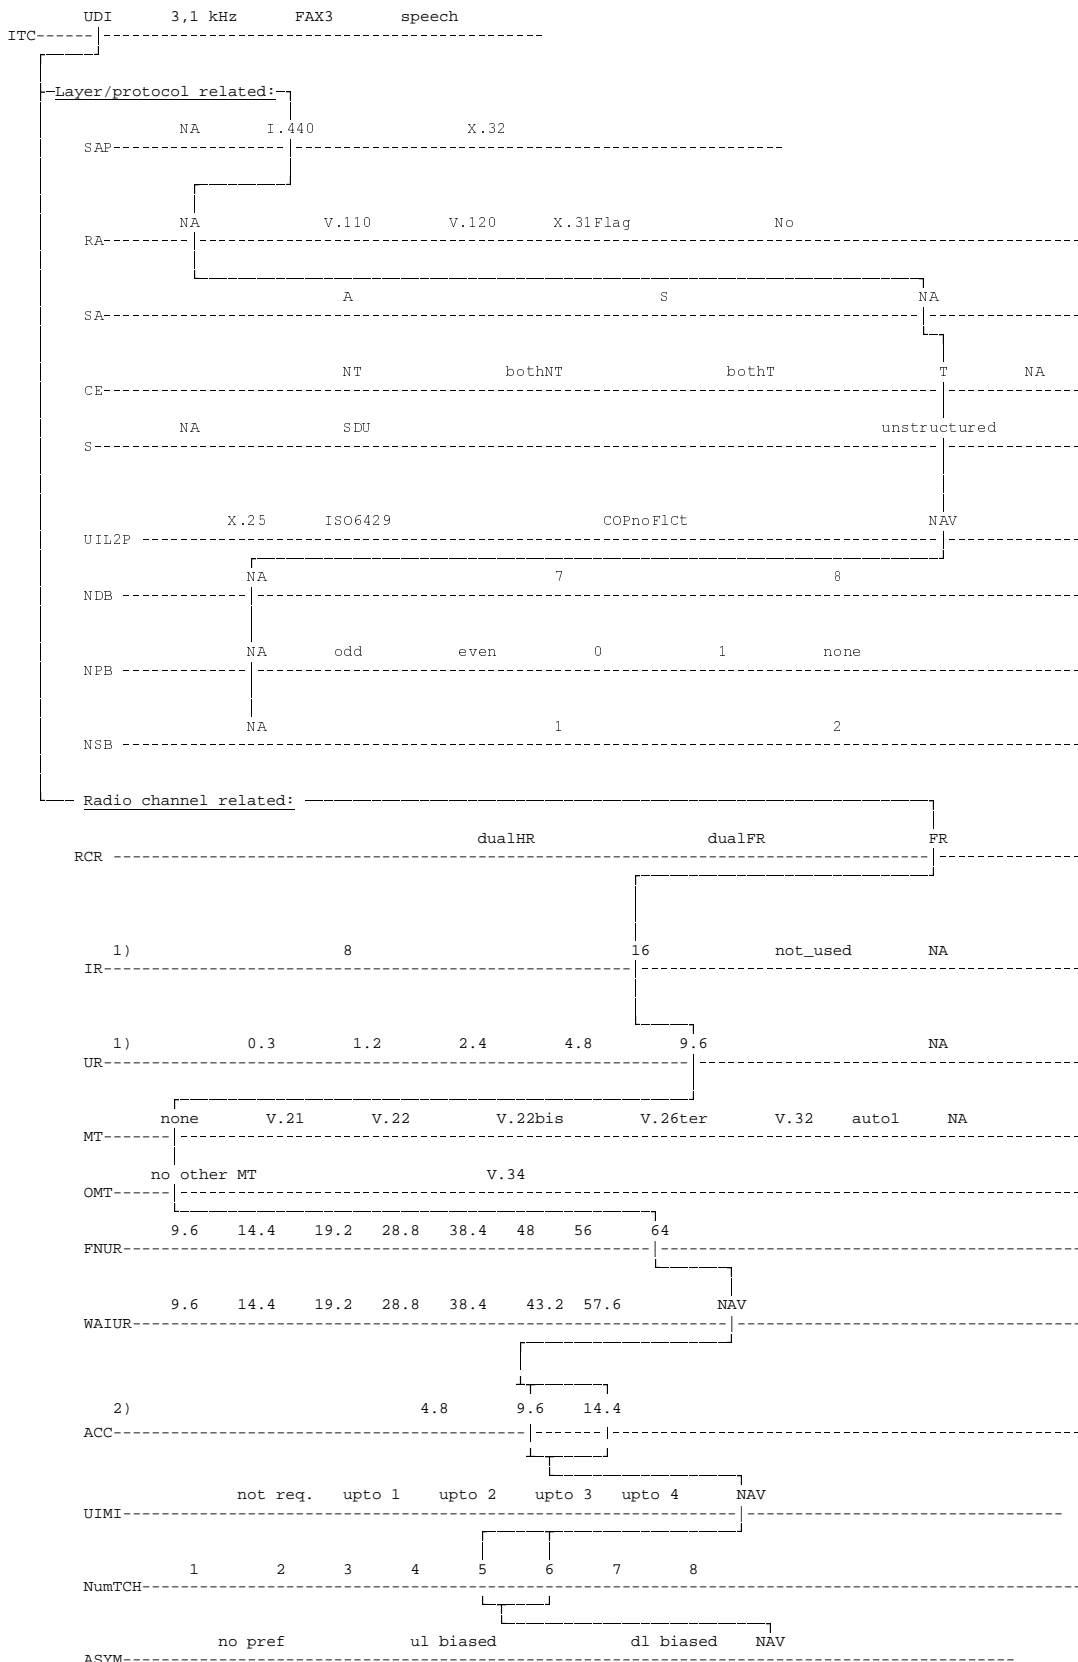 UDI 3,1 kHz FAX3 speech
ITC
Layer/protocol related:
NA I.440 X.32
SAP
NA V.110 V.120 X.31Flag No
RA
A S NA
SA
NT bothNT bothT T NA
CE
NA SDU unstructured
S
X.25 ISO6429 COPnoFlCt NAV
UIL2P
NA 7 8
NDB
NA odd even 0 1 none
NPB
NA 1 2
NSB
Radio channel related:
dualHR dualFR FR
RCR
1) 8 16 not_used NA
IR
1) 0.3 1.2 2.4 4.8 9.6 NA
UR
none V.21 V.22 V.22bis V.26ter V.32 auto1 NA
MT
no other MT V.34
OMT
9.6 14.4 19.2 28.8 38.4 48 56 64
FNUR
9.6 14.4 19.2 28.8 38.4 43.2 57.6 NAV
WAIUR
2) 4.8 9.6 14.4
ACC
not req. upto 1 upto 2 upto 3 upto 4 NAV
UIMI
1 2 3 4 5 6 7 8
NumTCH
no pref ul biased dl biased NAV
ASYM